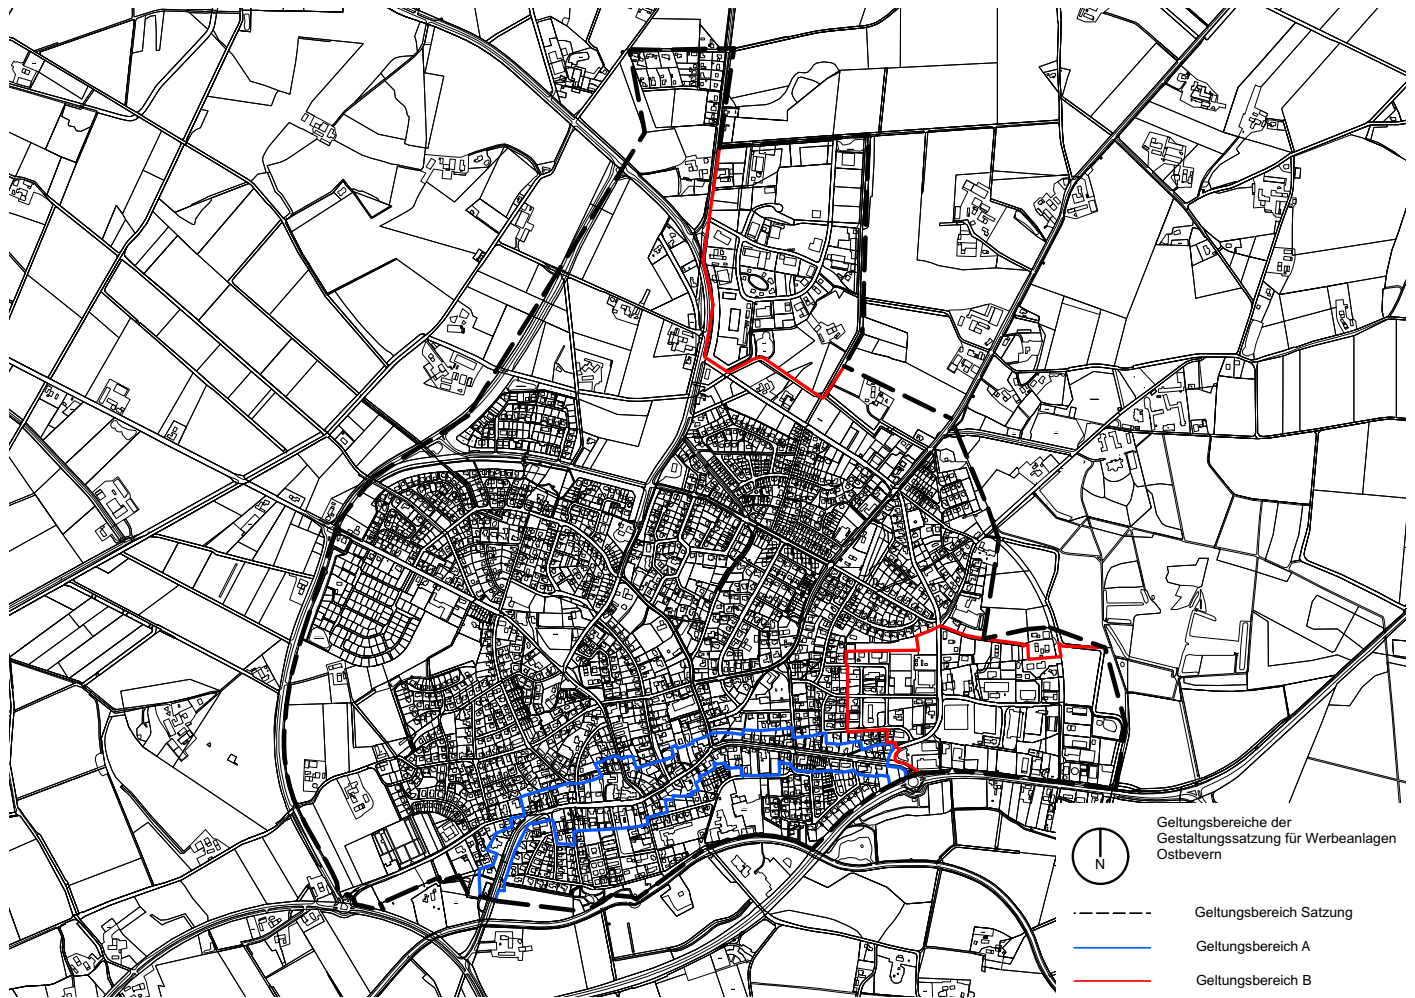 Geltungsbereiche der
Gestaltungssatzung für Werbeanlagen
Ostbevern
N
Geltungsbereich Satzung
Geltungsbereich A
Geltungsbereich B